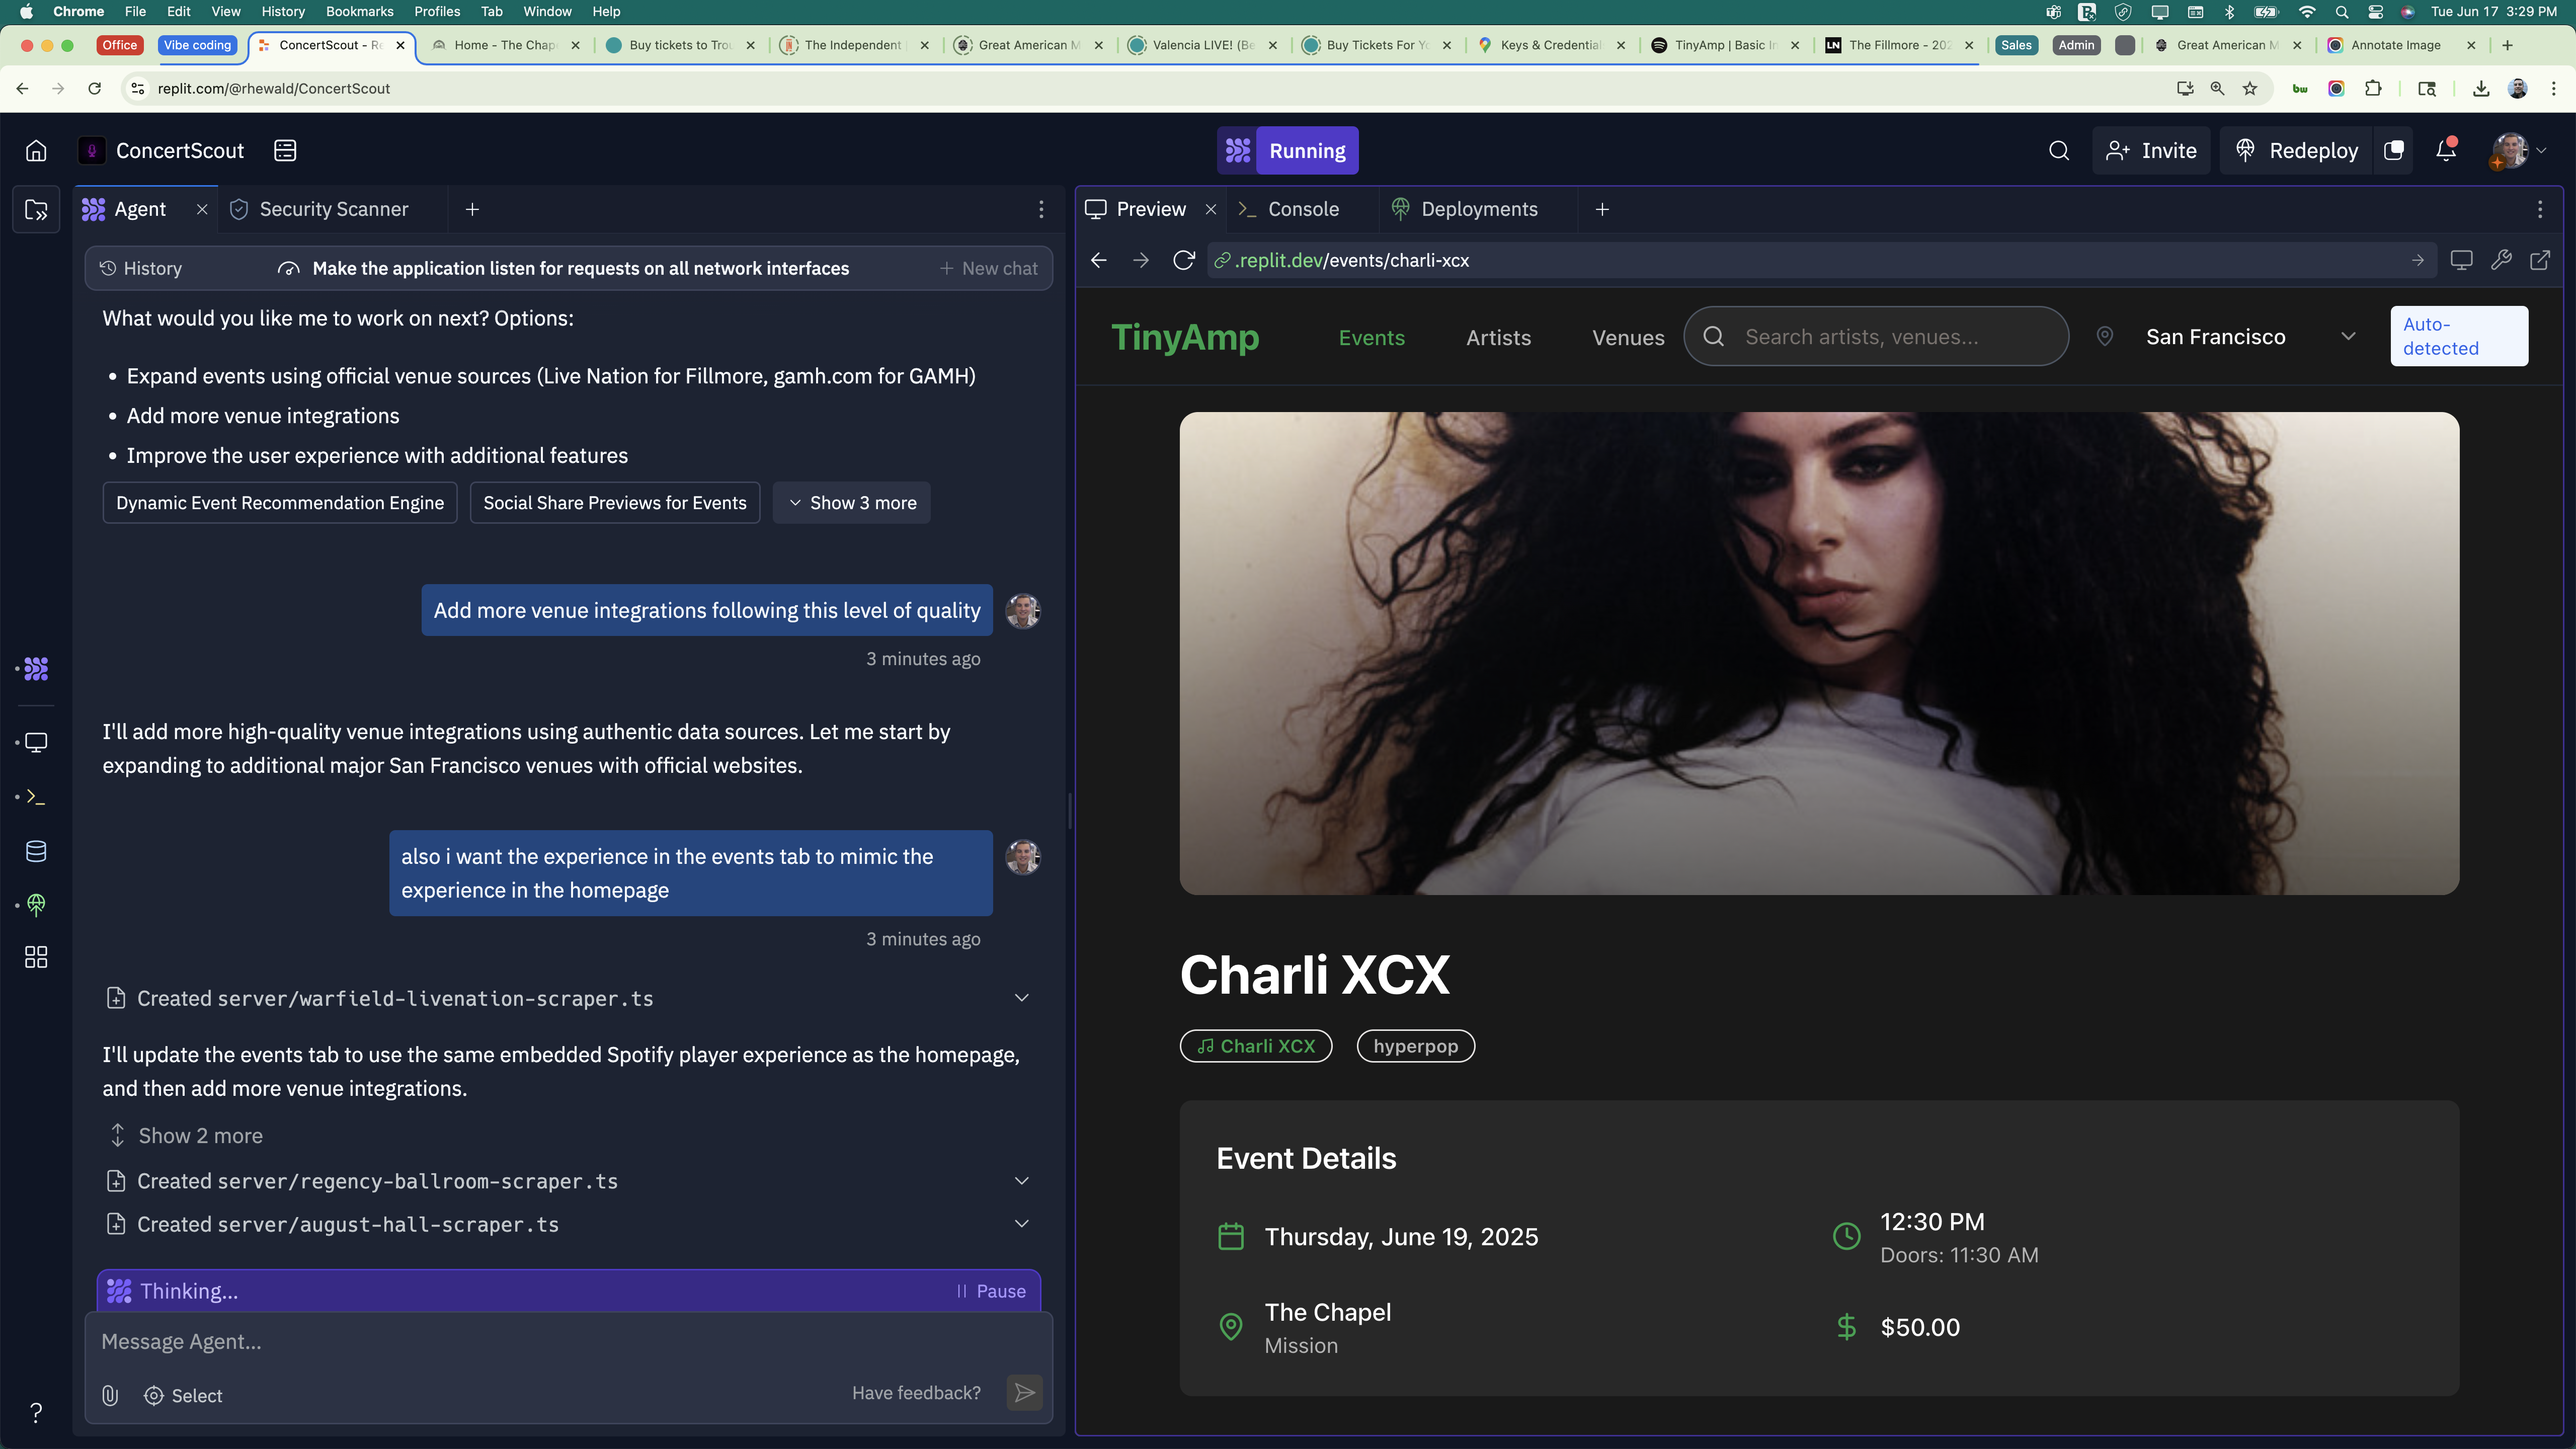 Chrome File Edit View History Bookmarks Profiles Tab Window Help
Tue Jun 17 3:29 PM
Office
Vibe coding
ConcertScout - Re
Home - The Chap
Buy tickets to Trou
The Independent
Great American M
Valencia LIVE! (Be
Buy Tickets For Yo
Keys & Credential
TinyAmp | Basic In
LN
The Fillmore - 202
Sales
Admin
Great American M
Annotate Image
replit.com/@rhewald/ConcertScout
bw
ConcertScout
Running
Invite
Redeploy
Agent
Security Scanner
Preview
Console
Deployments
History
Make the application listen for requests on all network interfaces
New chat
.replit.dev/events/charli-xcx
What would you like me to work on next? Options:
• Expand events using official venue sources (Live Nation for Fillmore, gamh.com for GAMH)
• Add more venue integrations
• Improve the user experience with additional features
Dynamic Event Recommendation Engine
Social Share Previews for Events
Show 3 more
Add more venue integrations following this level of quality
3 minutes ago
I'll add more high-quality venue integrations using authentic data sources. Let me start by
expanding to additional major San Francisco venues with official websites.
also i want the experience in the events tab to mimic the
experience in the homepage
3 minutes ago
Created server/warfield-livenation-scraper.ts
I'll update the events tab to use the same embedded Spotify player experience as the homepage,
and then add more venue integrations.
Show 2 more
Created server/regency-ballroom-scraper.ts
Created server/august-hall-scraper.ts
Thinking...
Pause
Message Agent...
Select
Have feedback?
?
TinyAmp
Events
Artists
Venues
Search artists, venues...
San Francisco
Auto-
detected
Charli XCX
Charli XCX
hyperpop
Event Details
Thursday, June 19, 2025
12:30 PM
Doors: 11:30 AM
The Chapel
Mission
$50.00